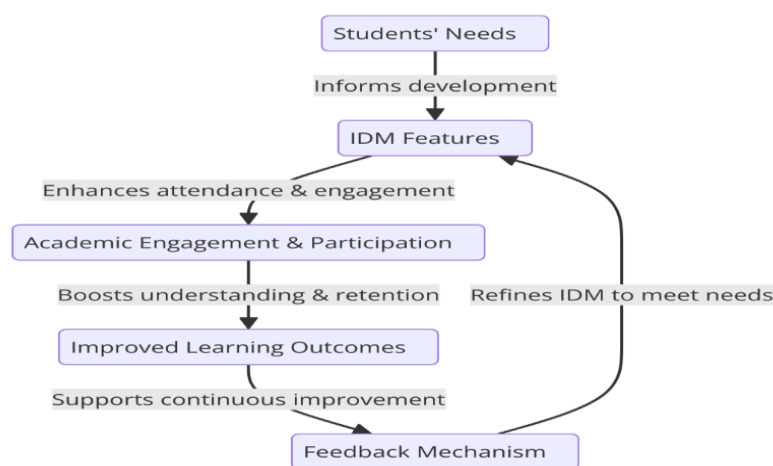 Students' Needs
Informs development
IDM Features
Enhances attendance & engagement
Academic Engagement & Participation
Boosts understanding & retention
Refines IDM to meet needs
Improved Learning Outcomes
Supports continuous improvement
Feedback Mechanism